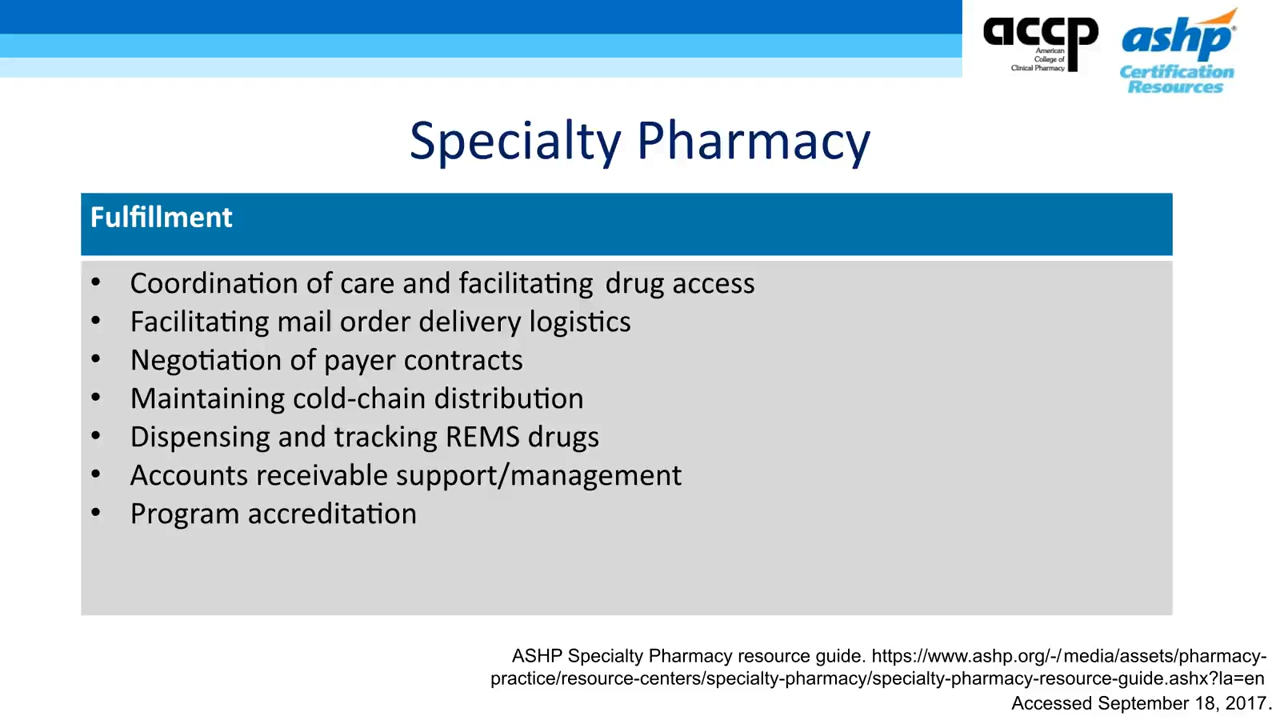 accp
American
College of
Clinical Pharmacy
ashp®
Certification
Resources
Specialty Pharmacy
Fulfillment
• Coordination of care and facilitating drug access
• Facilitating mail order delivery logistics
• Negotiation of payer contracts
• Maintaining cold-chain distribution
• Dispensing and tracking REMS drugs
• Accounts receivable support/management
• Program accreditation
ASHP Specialty Pharmacy resource guide. https://www.ashp.org/-/media/assets/pharmacy-
practice/resource-centers/specialty-pharmacy/specialty-pharmacy-resource-guide.ashx?la=en
Accessed September 18, 2017.